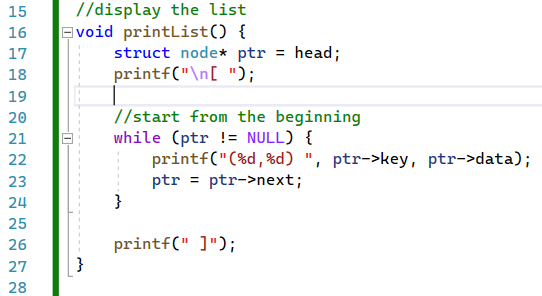 15 //display the list
16 void printList() {
17 struct node* ptr = head;
18 printf("\n[ ");
19
20 //start from the beginning
21 while (ptr != NULL) {
22 printf("(%d,%d) ", ptr->key, ptr->data);
23 ptr = ptr->next;
24 }
25
26 printf(" ]");
27 }
28